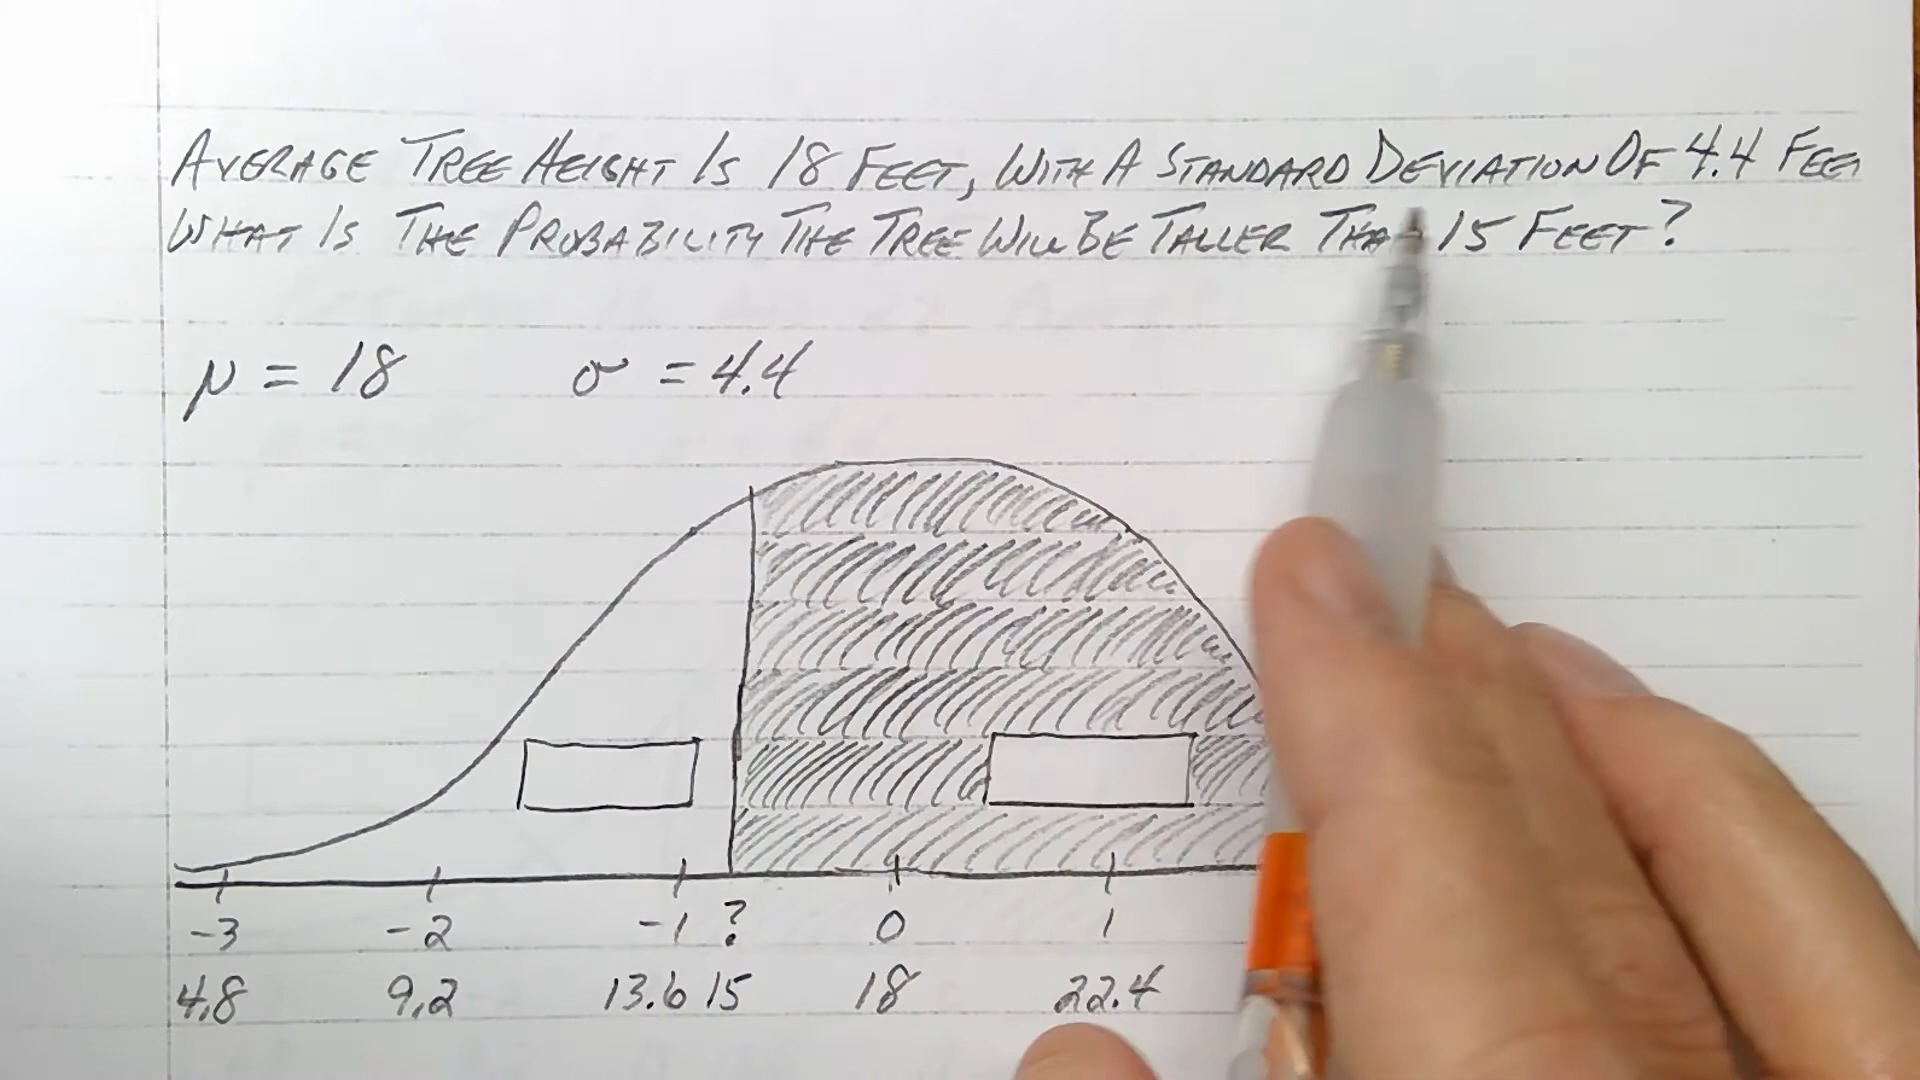 AVERAGE TREE HEIGHT IS 18 FEET, WITH A STANDARD DEVIATION OF 4.4 FEET
WHAT IS THE PROBABILITY THE TREE WILL BE TALLER THAN 15 FEET?
μ = 18 σ = 4.4
-3 -2 -1 ? 0 1
4.8 9.2 13.6 15 18 22.4